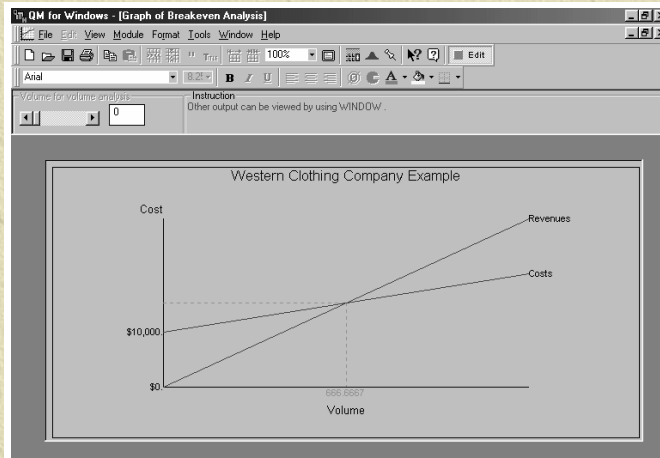 QM for Windows - [Graph of Breakeven Analysis]
File Edit View Module Format Tools Window Help
100%
Edit
Arial
B I U
A
Volume for volume analysis
0
Instruction
Other output can be viewed by using WINDOW .
Western Clothing Company Example
Cost
Revenues
Costs
$10,000.
$0.
666.6667
Volume